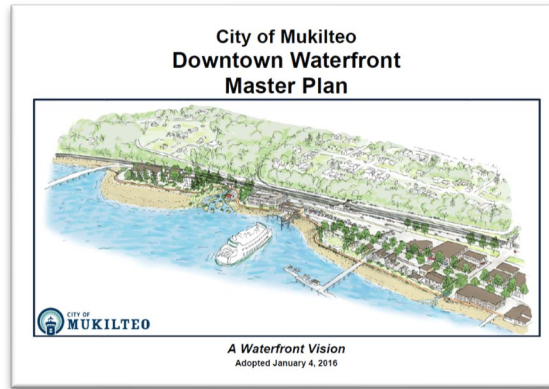 City of Mukilteo
Downtown Waterfront
Master Plan
CITY OF
MUKILTEO
A Waterfront Vision
Adopted January 4, 2016